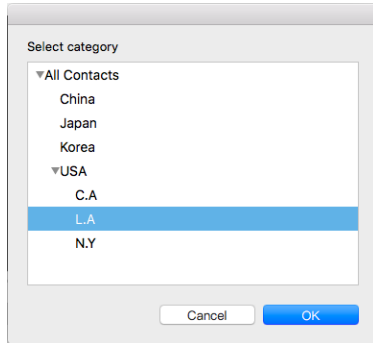 Select category
All Contacts
China
Japan
Korea
USA
C.A
L.A
N.Y
Cancel OK